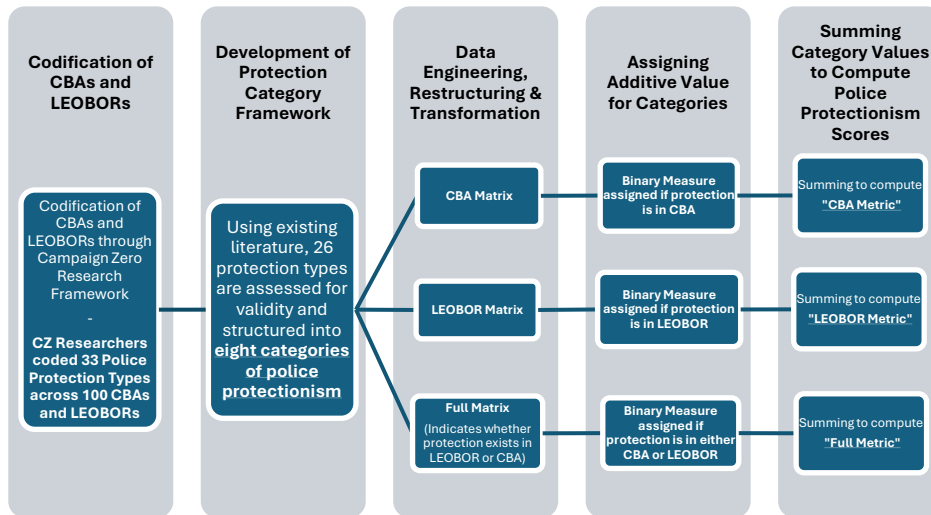 Codification of
CBAs and
LEOBORs
Codification of
CBAs and
LEOBORs through
Campaign Zero
Research
Framework
-
CZ Researchers
coded 33 Police
Protection Types
across 100 CBAs
and LEOBORs
Development of
Protection
Category
Framework
Using existing
literature, 26
protection types
are assessed for
validity and
structured into
eight categories
of police
protectionism
Data
Engineering,
Restructuring &
Transformation
CBA Matrix
LEOBOR Matrix
Full Matrix
(Indicates whether
protection exists in
LEOBOR or CBA)
Assigning
Additive Value
for Categories
Binary Measure
assigned if protection
is in CBA
Binary Measure
assigned if protection
is in LEOBOR
Binary Measure
assigned if
protection is in either
CBA or LEOBOR
Summing
Category Values
to Compute
Police
Protectionism
Scores
Summing to compute
"CBA Metric"
Summing to compute
"LEOBOR Metric"
Summing to compute
"Full Metric"